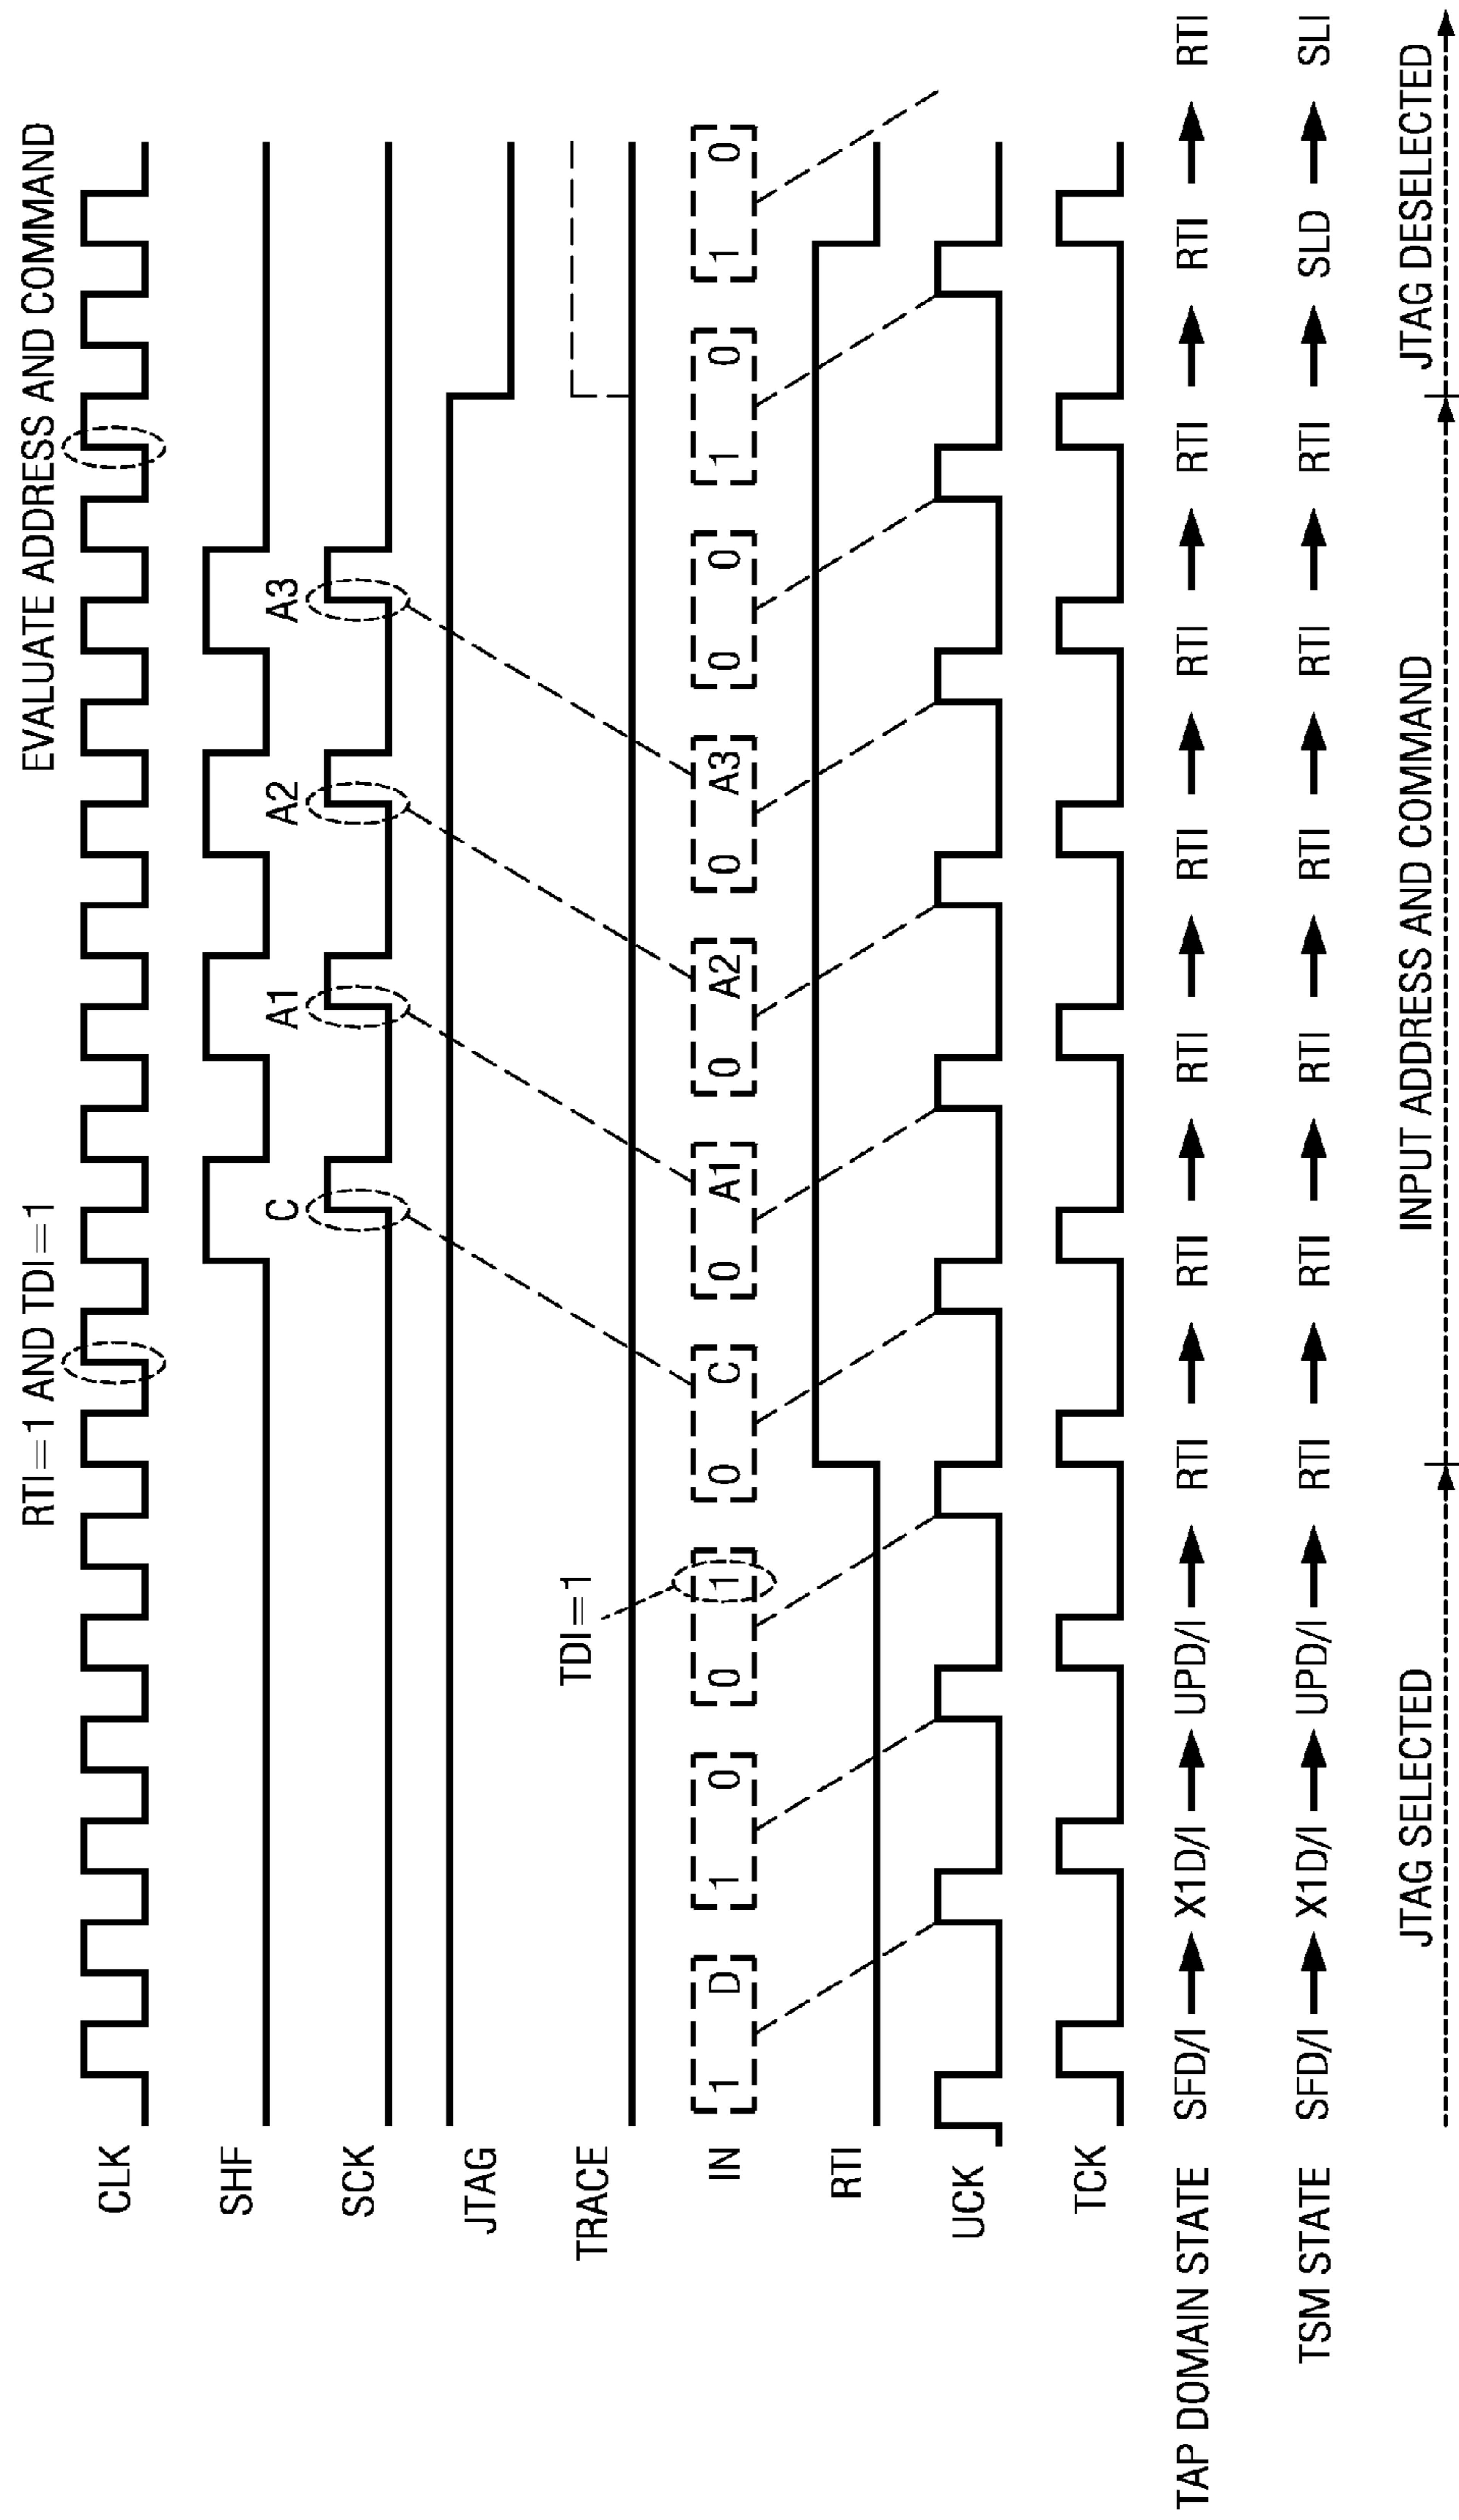 RTI=1 AND TDI=1
EVALUATE ADDRESS AND COMMAND
CLK
SHF
C
A1
A2
A3
SCK
JTAG
TDI=1
TRACE
IN
1 D
1 0
0 1
0 C
0 A1
0 A2
0 A3
0 0
1 0
1 0
RTI
UCK
TCK
TAP DOMAIN STATE SFD/I X1D/I UPD/I RTI RTI RTI RTI RTI RTI RTI RTI
TSM STATE SFD/I X1D/I UPD/I RTI RTI RTI RTI RTI RTI SLD SLI
JTAG SELECTED
INPUT ADDRESS AND COMMAND
JTAG DESELECTED